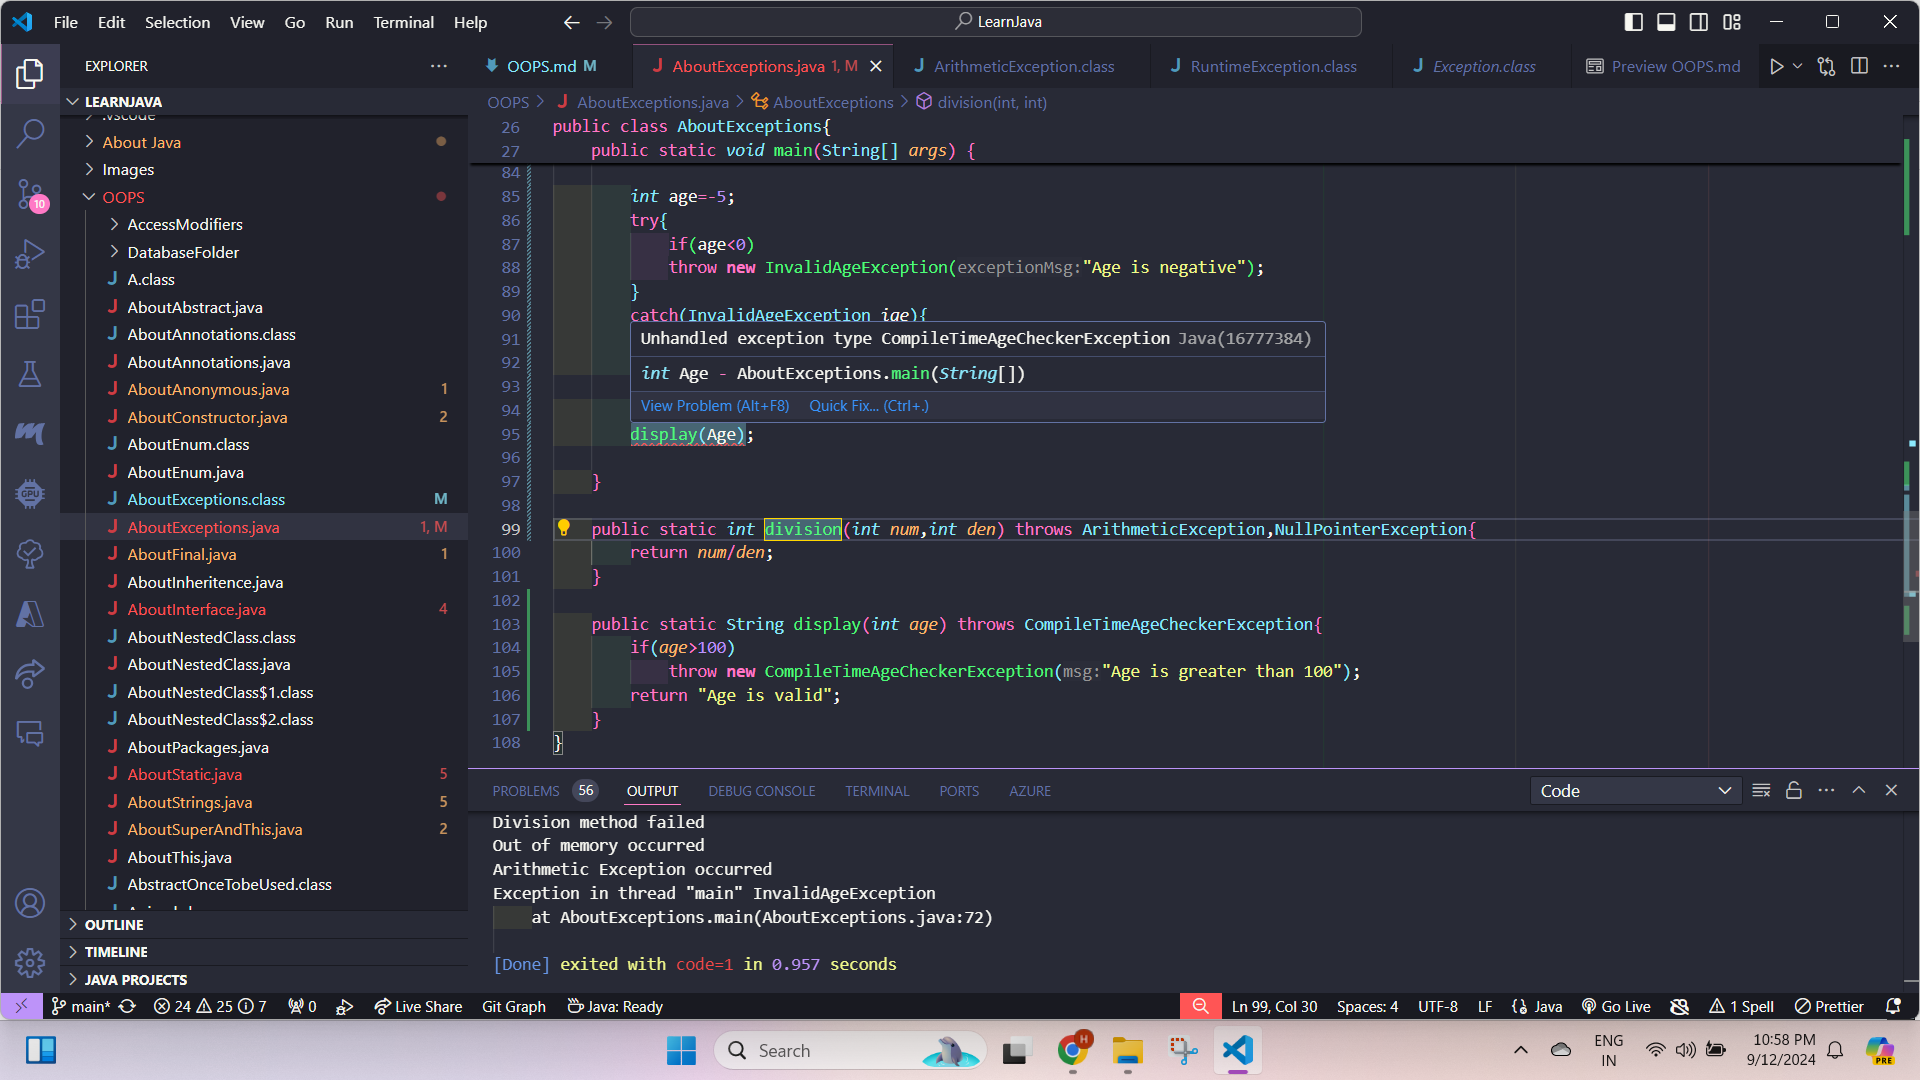 File Edit Selection View Go Run Terminal Help
LearnJava
EXPLORER
OOPS.md M
AboutExceptions.java 1, M
ArithmeticException.class
RuntimeException.class
Exception.class
Preview OOPS.md
LEARNJAVA
.vscode
About Java
Images
OOPS
AccessModifiers
DatabaseFolder
A.class
AboutAbstract.java
AboutAnnotations.class
AboutAnnotations.java
AboutAnonymous.java 1
AboutConstructor.java 2
AboutEnum.class
AboutEnum.java
AboutExceptions.class M
AboutExceptions.java 1, M
AboutFinal.java 1
AboutInheritence.java
AboutInterface.java 4
AboutNestedClass.class
AboutNestedClass.java
AboutNestedClass$1.class
AboutNestedClass$2.class
AboutPackages.java
AboutStatic.java 5
AboutStrings.java 5
AboutSuperAndThis.java 2
AboutThis.java
AbstractOnceTobeUsed.class
OUTLINE
TIMELINE
JAVA PROJECTS
10
GPU
OOPS > AboutExceptions.java > AboutExceptions > division(int, int)
26 public class AboutExceptions{
27 public static void main(String[] args) {
84
85 int age=-5;
86 try{
87 if(age<0)
88 throw new InvalidAgeException(exceptionMsg:"Age is negative");
89 }
90 catch(InvalidAgeException iae){
91
Unhandled exception type CompileTimeAgeCheckerException Java(16777384)
92
int Age - AboutExceptions.main(String[])
93
94
View Problem (Alt+F8) Quick Fix... (Ctrl+.)
95 display(Age);
96
97 }
98
99 public static int division(int num,int den) throws ArithmeticException,NullPointerException{
100 return num/den;
101 }
102
103 public static String display(int age) throws CompileTimeAgeCheckerException{
104 if(age>100)
105 throw new CompileTimeAgeCheckerException(msg:"Age is greater than 100");
106 return "Age is valid";
107 }
108 }
PROBLEMS 56 OUTPUT DEBUG CONSOLE TERMINAL PORTS AZURE
Code
Division method failed
Out of memory occurred
Arithmetic Exception occurred
Exception in thread "main" InvalidAgeException
at AboutExceptions.main(AboutExceptions.java:72)
[Done] exited with code=1 in 0.957 seconds
main* 24 25 7 0 Live Share Git Graph Java: Ready
Ln 99, Col 30 Spaces: 4 UTF-8 LF Java Go Live 1 Spell Prettier
Search
H
ENG
IN
10:58 PM
9/12/2024
PRE